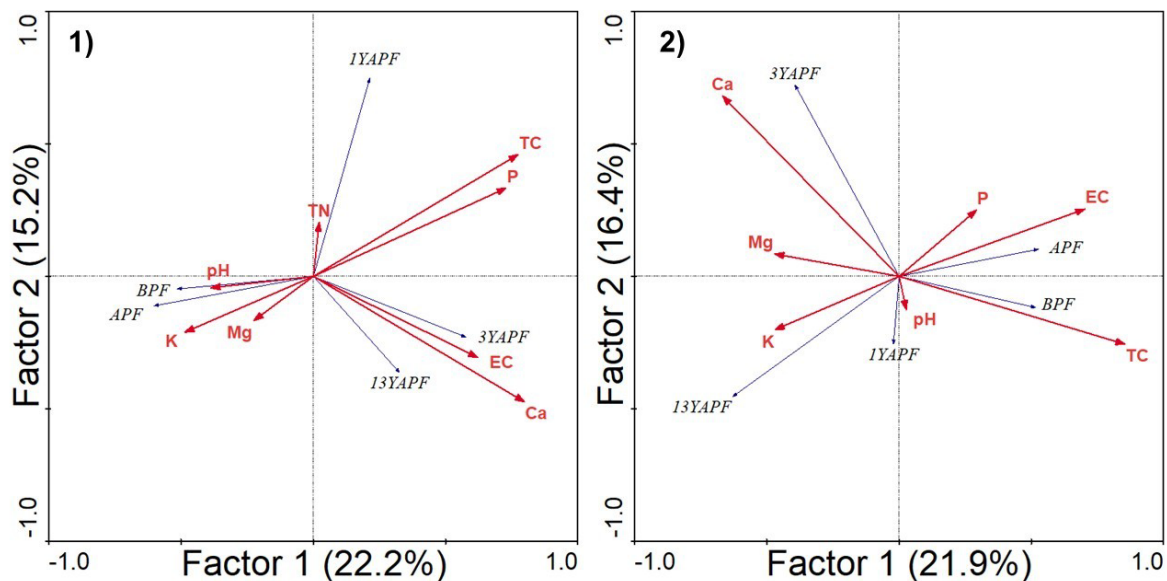 1.0
1)
1YAPF
TC
P
TN
pH
BPF
APF
K
Mg
3YAPF
EC
13YAPF
Ca
Factor 2 (15.2%)
-1.0
-1.0
Factor 1 (22.2%)
1.0
1.0
2)
3YAPF
Ca
P
EC
Mg
APF
BPF
pH
K
1YAPF
TC
13YAPF
Factor 2 (16.4%)
-1.0
-1.0
Factor 1 (21.9%)
1.0